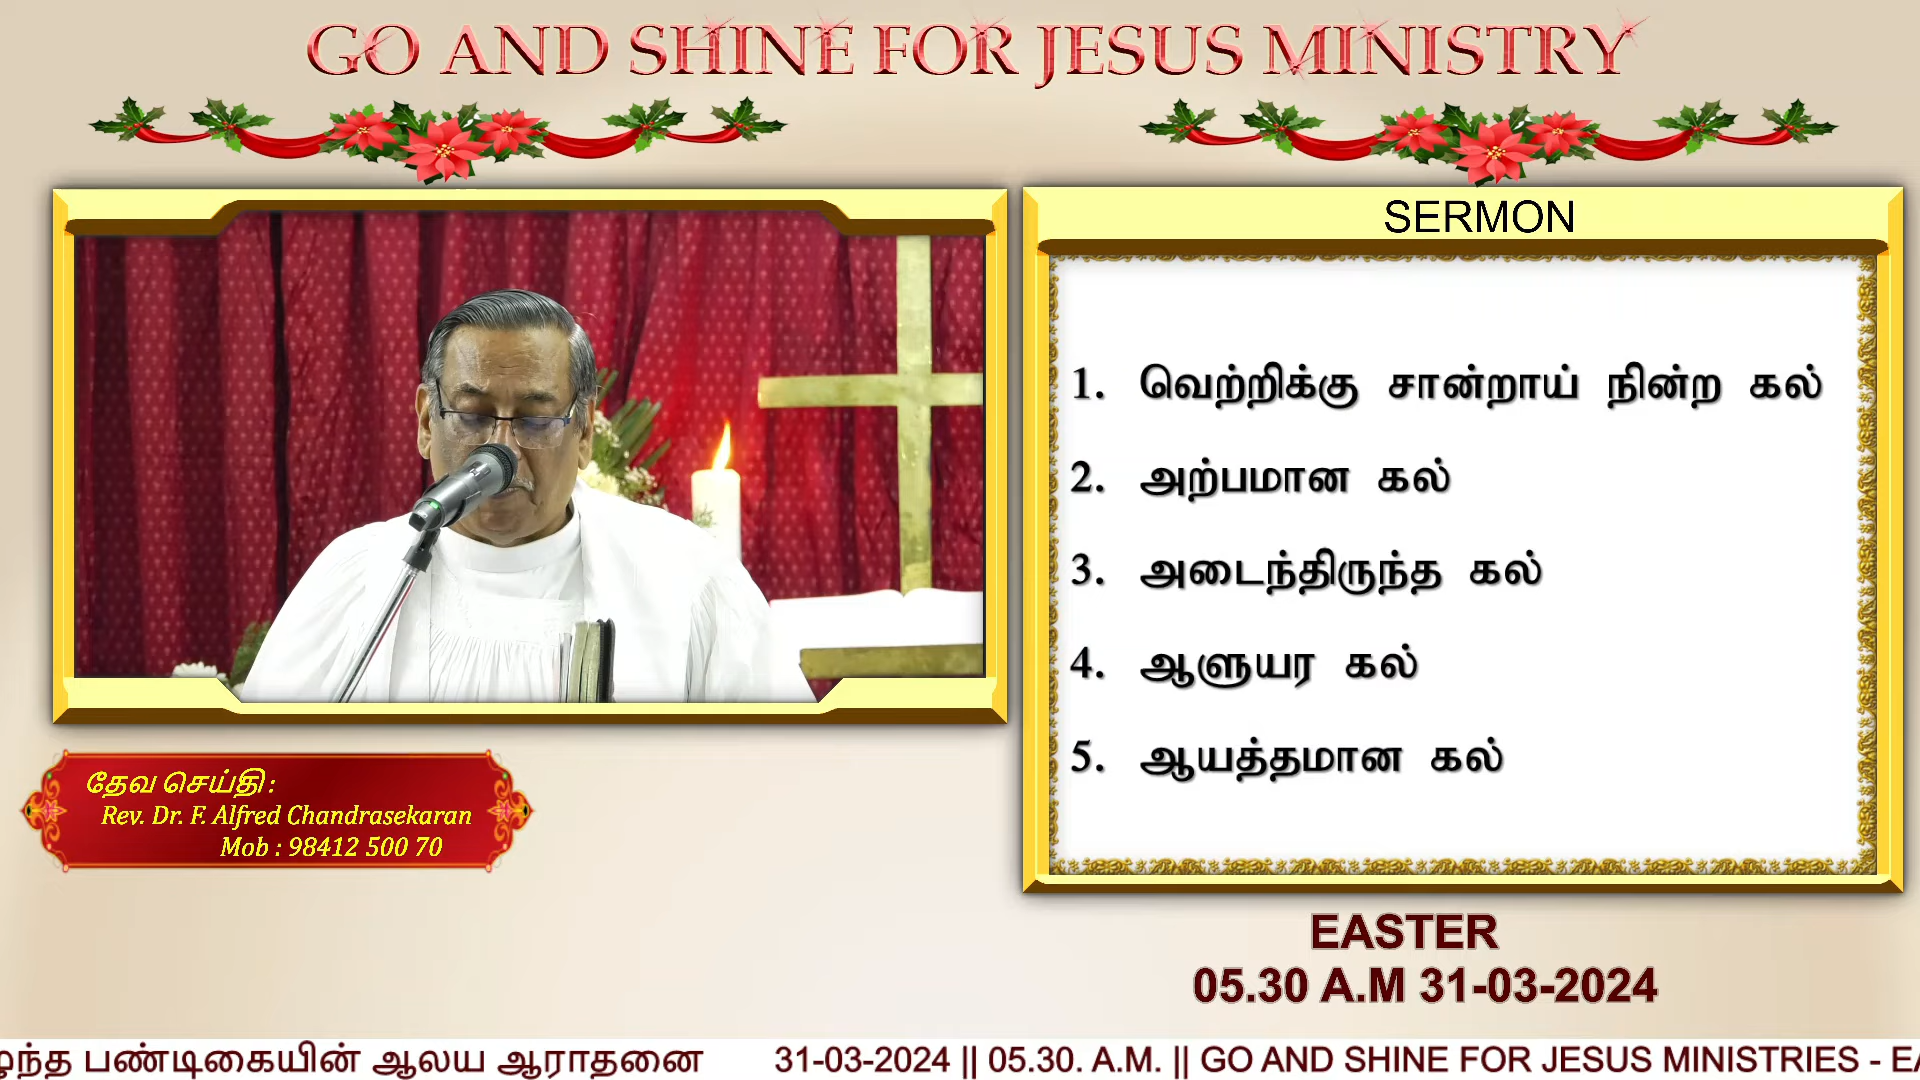 GO AND SHINE FOR JESUS MINISTRY
SERMON
1. வெற்றிக்கு சான்றாய் நின்ற கல்
2. அற்பமான கல்
3. அடைந்திருந்த கல்
4. ஆளுயர கல்
5. ஆயத்தமான கல்
தேவ செய்தி :
Rev. Dr. F. Alfred Chandrasekaran
Mob : 98412 500 70
EASTER
05.30 A.M 31-03-2024
பண்டிகையின் ஆலய ஆராதனை 31-03-2024 || 05.30. A.M. || GO AND SHINE FOR JESUS MINISTRIES -